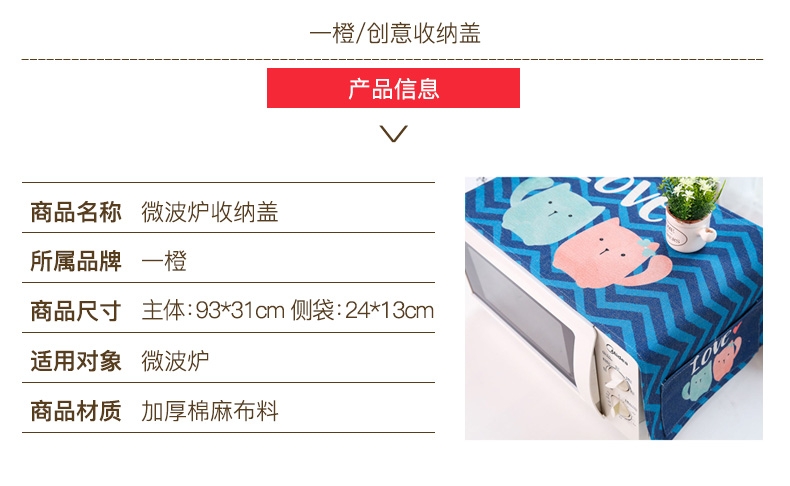 一橙/创意收纳盖
产品信息
商品名称 微波炉收纳盖
所属品牌 一橙
商品尺寸 主体:93*31cm 侧袋:24*13cm
适用对象 微波炉
商品材质 加厚棉麻布料
Love
Midea
LOVE